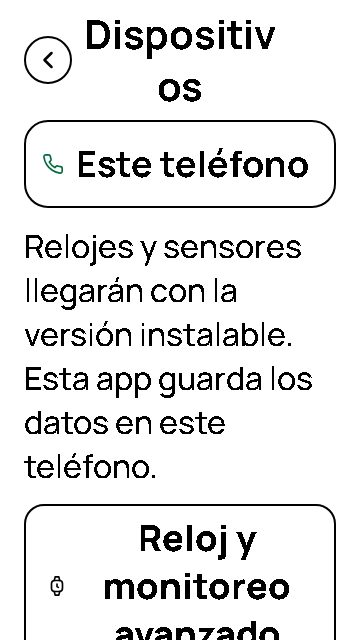 Dispositiv
os
Este teléfono
Relojes y sensores
llegarán con la
versión instalable.
Esta app guarda los
datos en este
teléfono.
Reloj y
monitoreo
avanzado